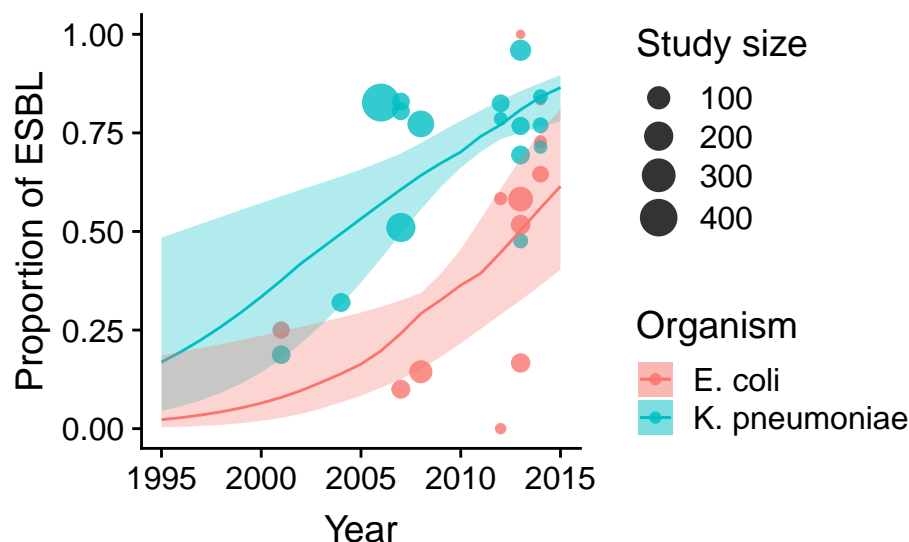 Proportion of ESBL
1.00
0.75
0.50
0.25
0.00
1995 2000 2005 2010 2015
Year
Study size
100
200
300
400
Organism
E. coli
K. pneumoniae